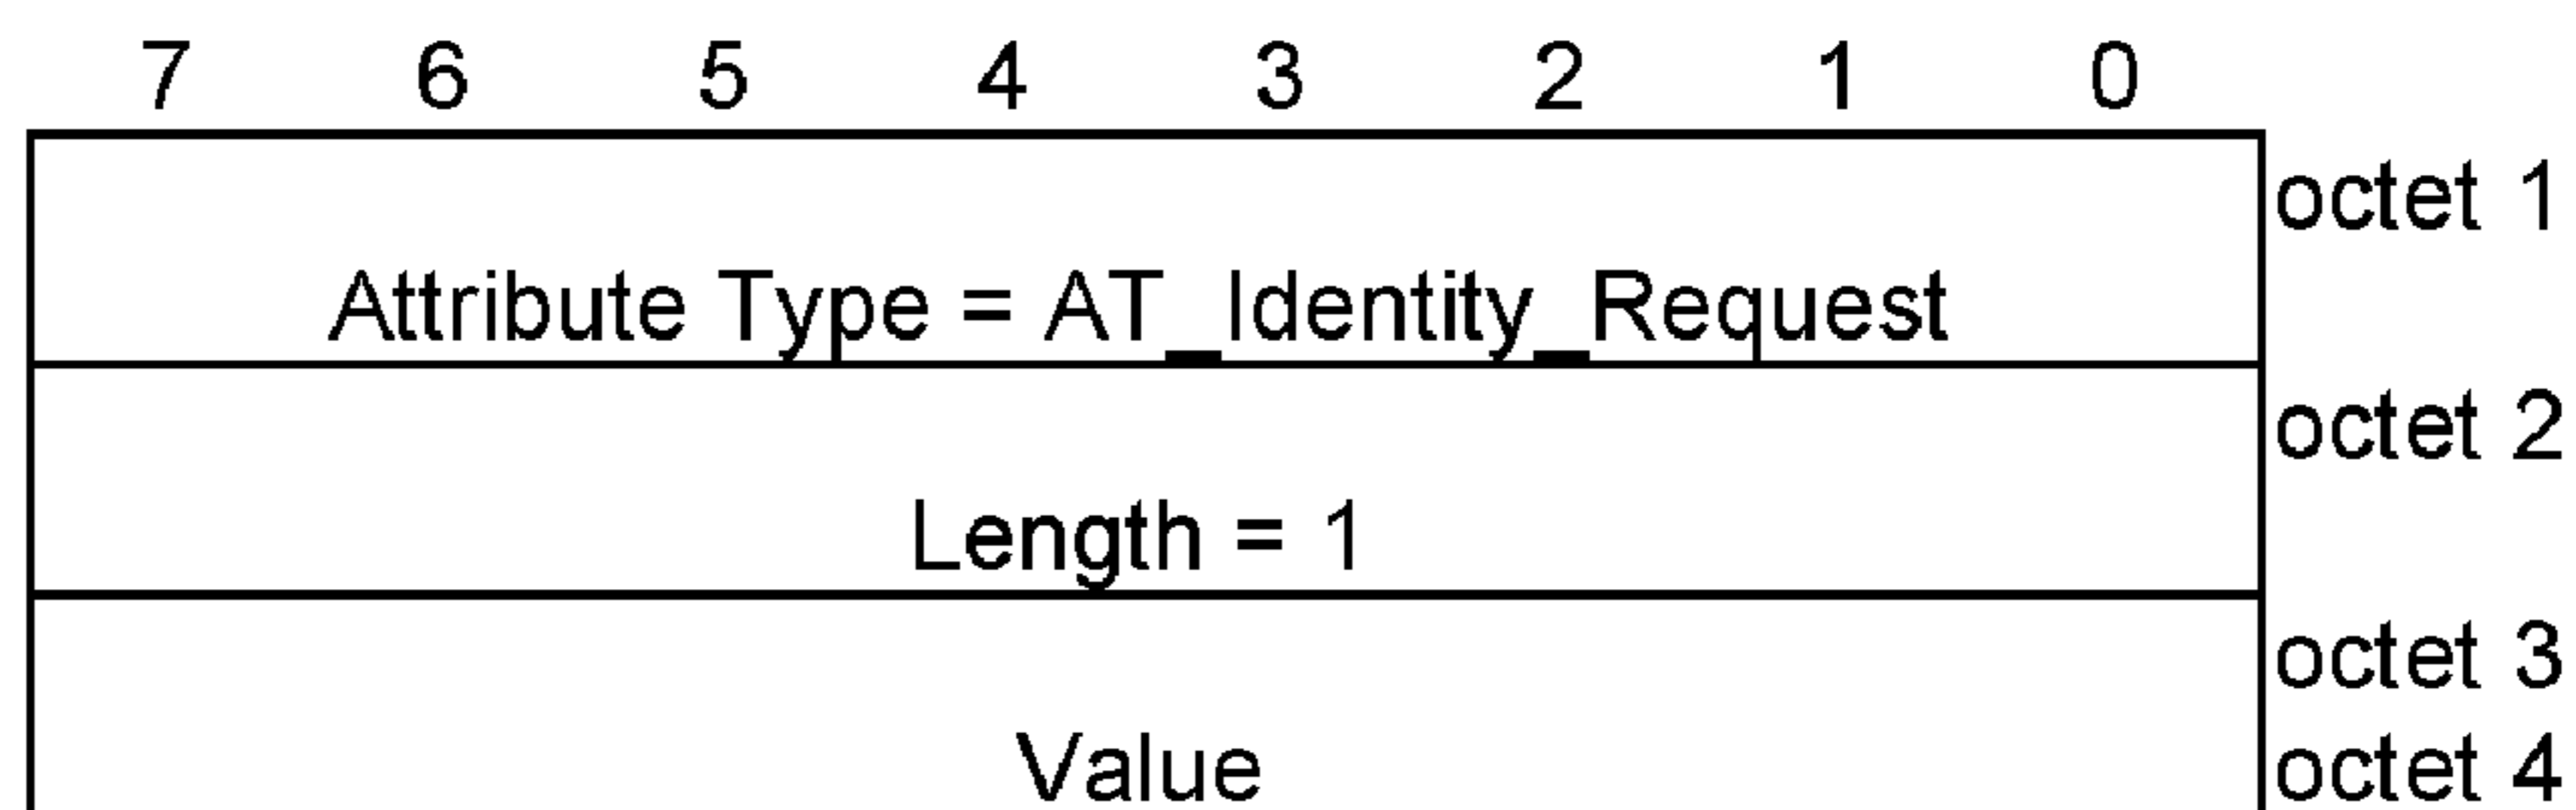 7 6 5 4 3 2 1 0
octet 1
Attribute Type = AT_Identity_Request
octet 2
Length = 1
octet 3
Value octet 4